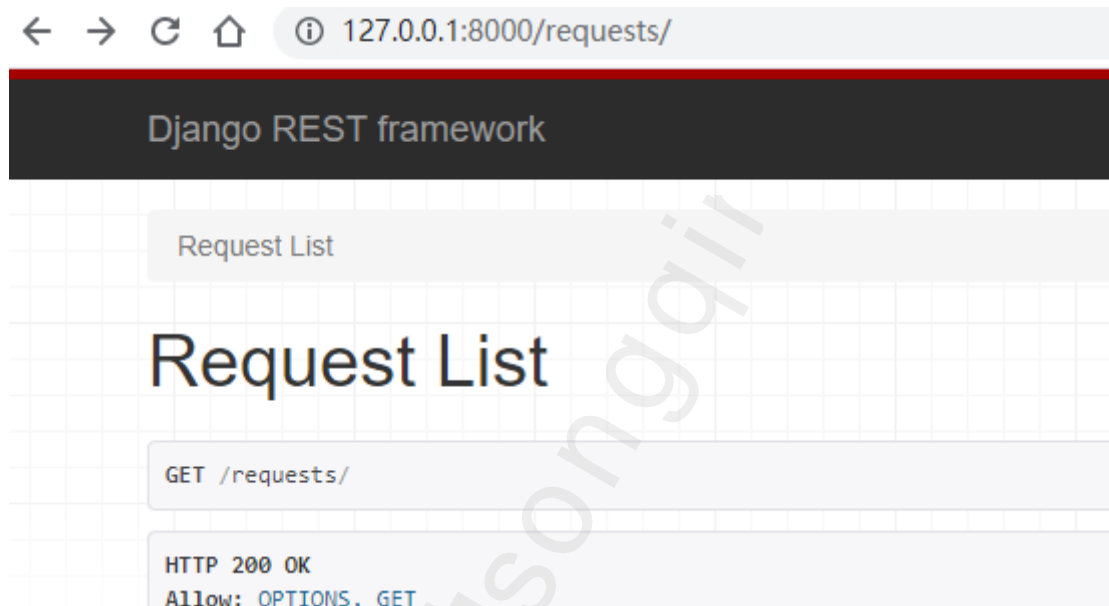 127.0.0.1:8000/requests/
Django REST framework
Request List
Request List
GET /requests/
HTTP 200 OK
Allow: OPTIONS, GET
songqi